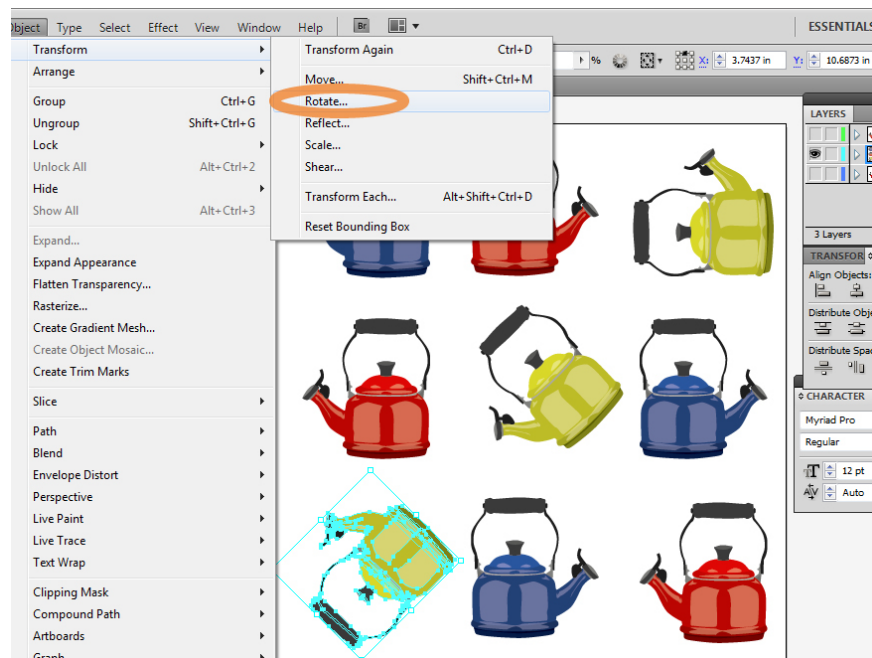 Object Type Select Effect View Window Help Br ESSENTIALS
% X: 3.7437 in Y: 10.6873 in
Transform
Arrange
Group Ctrl+G
Ungroup Shift+Ctrl+G
Lock
Unlock All Alt+Ctrl+2
Hide
Show All Alt+Ctrl+3
Expand...
Expand Appearance
Flatten Transparency...
Rasterize...
Create Gradient Mesh...
Create Object Mosaic...
Create Trim Marks
Slice
Path
Blend
Envelope Distort
Perspective
Live Paint
Live Trace
Text Wrap
Clipping Mask
Compound Path
Artboards
Graph
Transform Again Ctrl+D
Move... Shift+Ctrl+M
Rotate...
Reflect...
Scale...
Shear...
Transform Each... Alt+Shift+Ctrl+D
Reset Bounding Box
LAYERS
3 Layers
TRANSFOR
Align Objects:
Distribute Obje
Distribute Spa
CHARACTER
Myriad Pro
Regular
T 12 pt
Auto